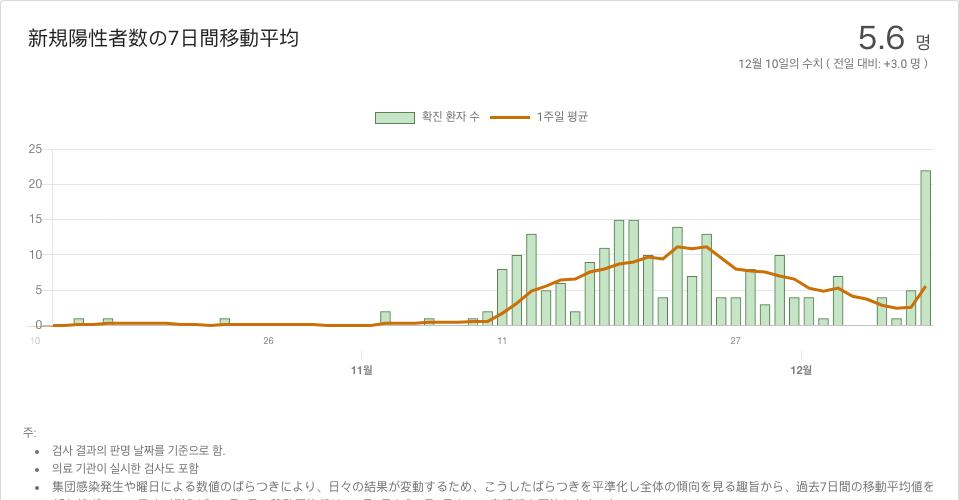 新規陽性者数の7日間移動平均
5.6 명
12월 10일의 수치 ( 전일 대비: +3.0 명 )
확진 환자 수 1주일 평균
25
20
15
10
5
0
10 26 11 27
11월 12월
주:
• 검사 결과의 판명 날짜를 기준으로 함.
• 의료 기관이 실시한 검사도 포함
• 集団感染発生や曜日による数値のばらつきにより、日々の結果が変動するため、こうしたばらつきを平準化し全体の傾向を見る趣旨から、過去7日間の移動平均値を